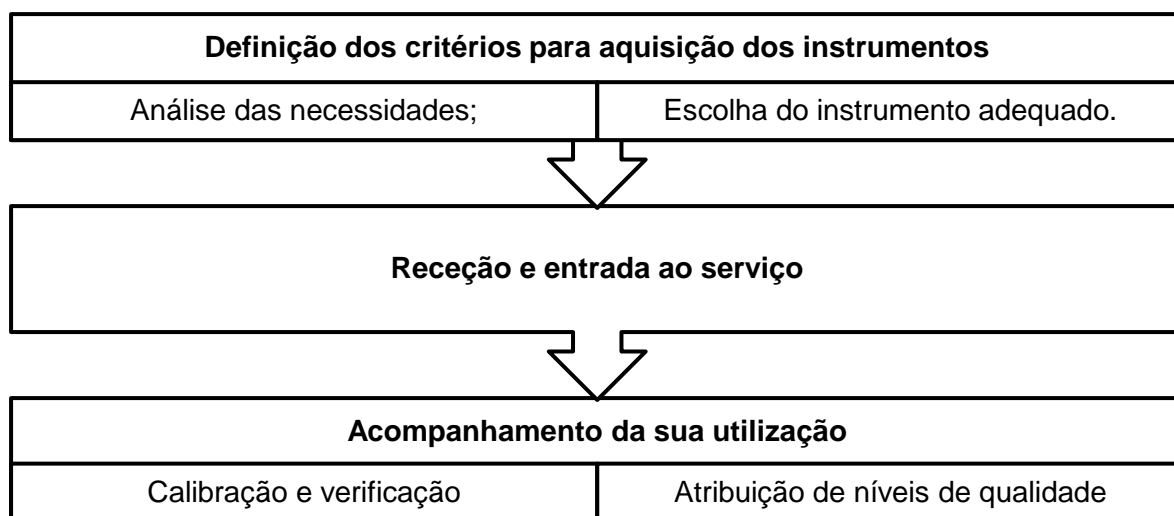 Definição dos critérios para aquisição dos instrumentos
Análise das necessidades;
Escolha do instrumento adequado.
Receção e entrada ao serviço
Acompanhamento da sua utilização
Calibração e verificação
Atribuição de níveis de qualidade